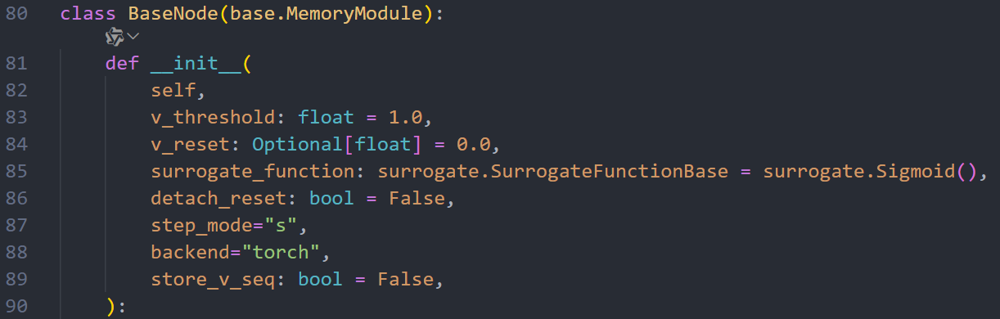 80 class BaseNode(base.MemoryModule):
81     def __init__(
82         self,
83         v_threshold: float = 1.0,
84         v_reset: Optional[float] = 0.0,
85         surrogate_function: surrogate.SurrogateFunctionBase = surrogate.Sigmoid(),
86         detach_reset: bool = False,
87         step_mode="s",
88         backend="torch",
89         store_v_seq: bool = False,
90     ):